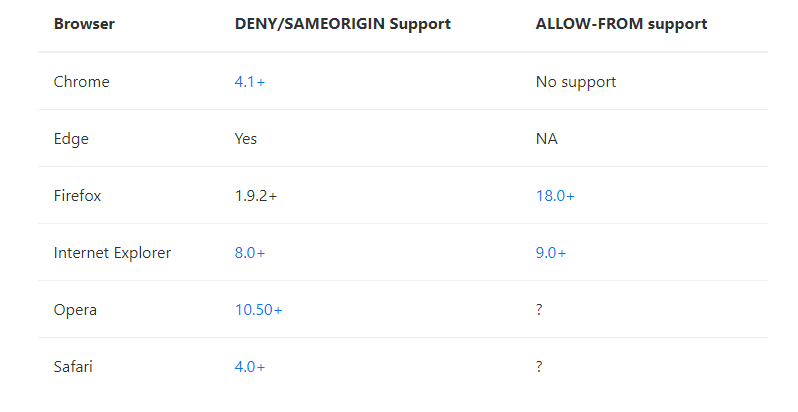 Browser DENY/SAMEORIGIN Support ALLOW-FROM support
Chrome 4.1+ No support
Edge Yes NA
Firefox 1.9.2+ 18.0+
Internet Explorer 8.0+ 9.0+
Opera 10.50+ ?
Safari 4.0+ ?